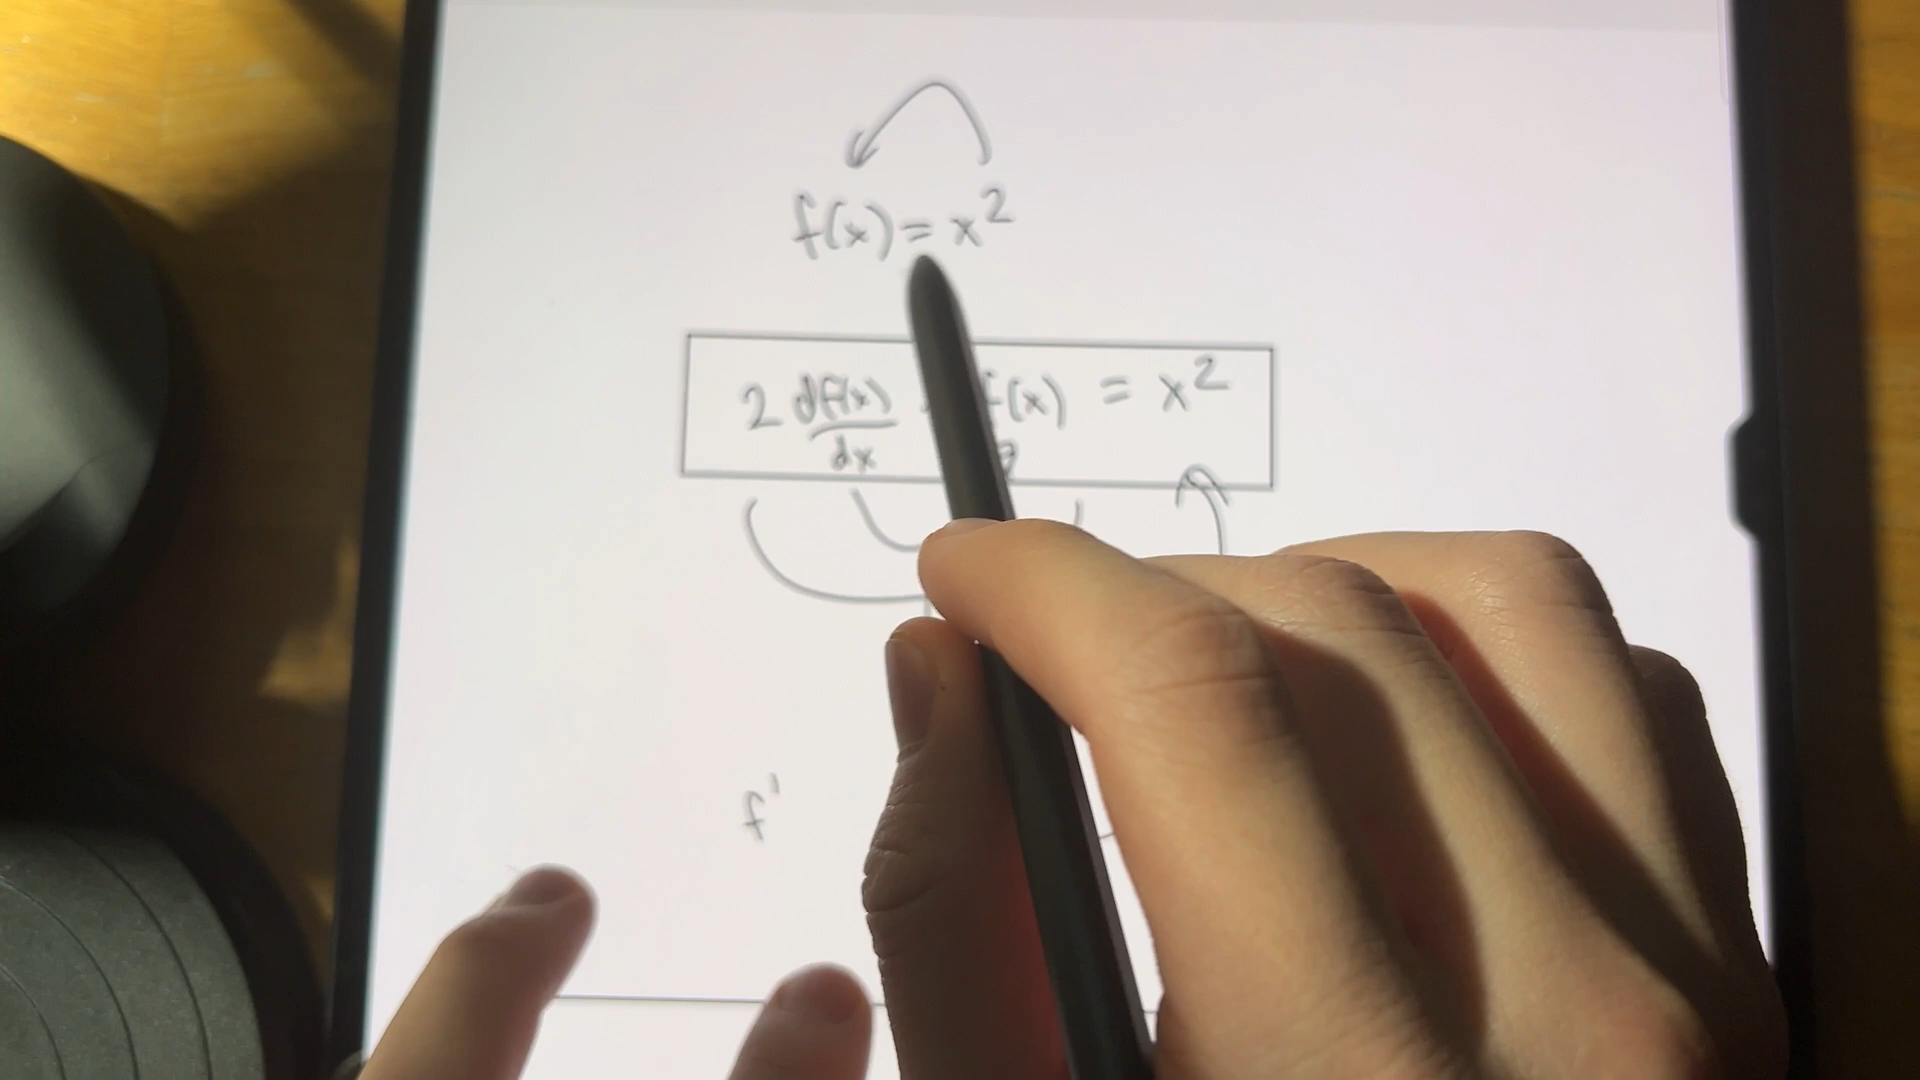 f(x) = x²
2 df(x)/dx f(x) = x²
f'